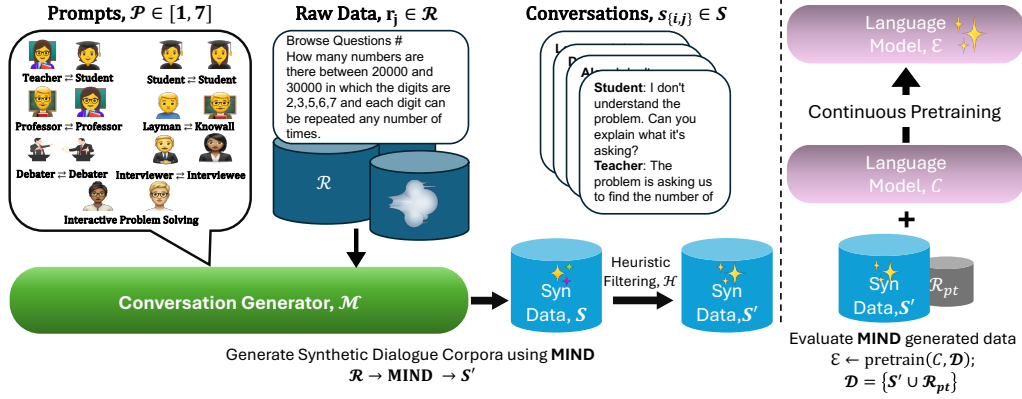 Prompts, 𝒫 ∈ [1, 7]
Teacher ⇄ Student
Student ⇄ Student
Professor ⇄ Professor
Layman ⇄ Knowall
Debater ⇄ Debater
Interviewer ⇄ Interviewee
Interactive Problem Solving
Raw Data, r_j ∈ ℛ
Browse Questions #
How many numbers are
there between 20000 and
30000 in which the digits are
2,3,5,6,7 and each digit can
be repeated any number of
times.
ℛ
Conversations, s_{i,j} ∈ S
Student: I don't
understand the
problem. Can you
explain what it's
asking?
Teacher: The
problem is asking us
to find the number of
Conversation Generator, ℳ
Syn
Data, S
Heuristic
Filtering, ℋ
Syn
Data,S′
Generate Synthetic Dialogue Corpora using MIND
ℛ → MIND → S′
Language
Model, ℰ
Continuous Pretraining
Language
Model, 𝐶
+
Syn
Data,S′
ℛ_pt
Evaluate MIND generated data
ℰ ← pretrain(𝐶, 𝒟);
𝒟 = {S′ ∪ ℛ_pt}